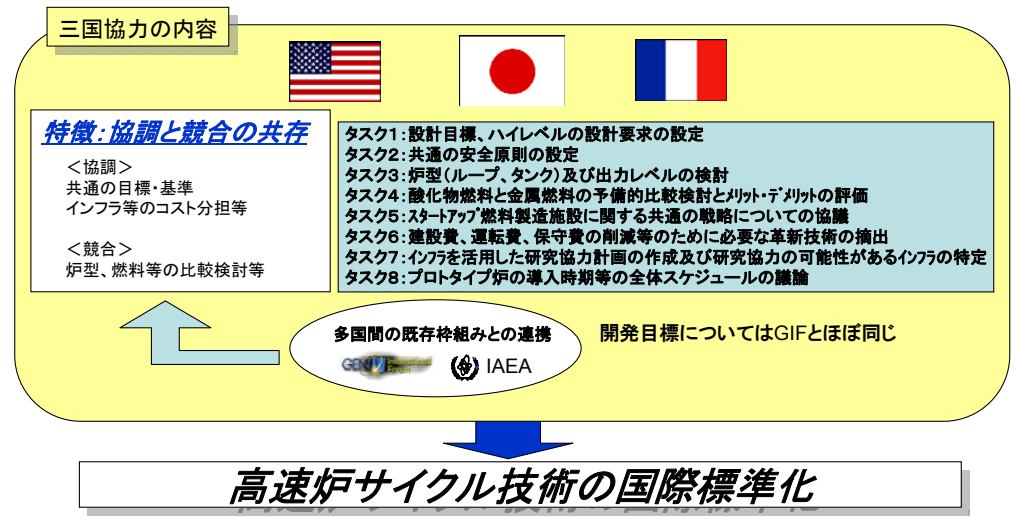 三国協力の内容
特徴：協調と競合の共存
＜協調＞
共通の目標・基準
インフラ等のコスト分担等
＜競合＞
炉型、燃料等の比較検討等
タスク1：設計目標、ハイレベルの設計要求の設定
タスク2：共通の安全原則の設定
タスク3：炉型（ループ、タンク）及び出力レベルの検討
タスク4：酸化物燃料と金属燃料の予備的比較検討とﾒﾘｯﾄ・ﾃﾞﾒﾘｯﾄの評価
タスク5：ｽﾀｰﾄｱｯﾌﾟ燃料製造施設に関する共通の戦略についての協議
タスク6：建設費、運転費、保守費の削減等のために必要な革新技術の摘出
タスク7：ｲﾝﾌﾗを活用した研究協力計画の作成及び研究協力の可能性があるｲﾝﾌﾗの特定
タスク8：プロトタイプ炉の導入時期等の全体スケジュールの議論
多国間の既存枠組みとの連携
GEN IV International Forum
IAEA
開発目標についてはGIFとほぼ同じ
高速炉サイクル技術の国際標準化